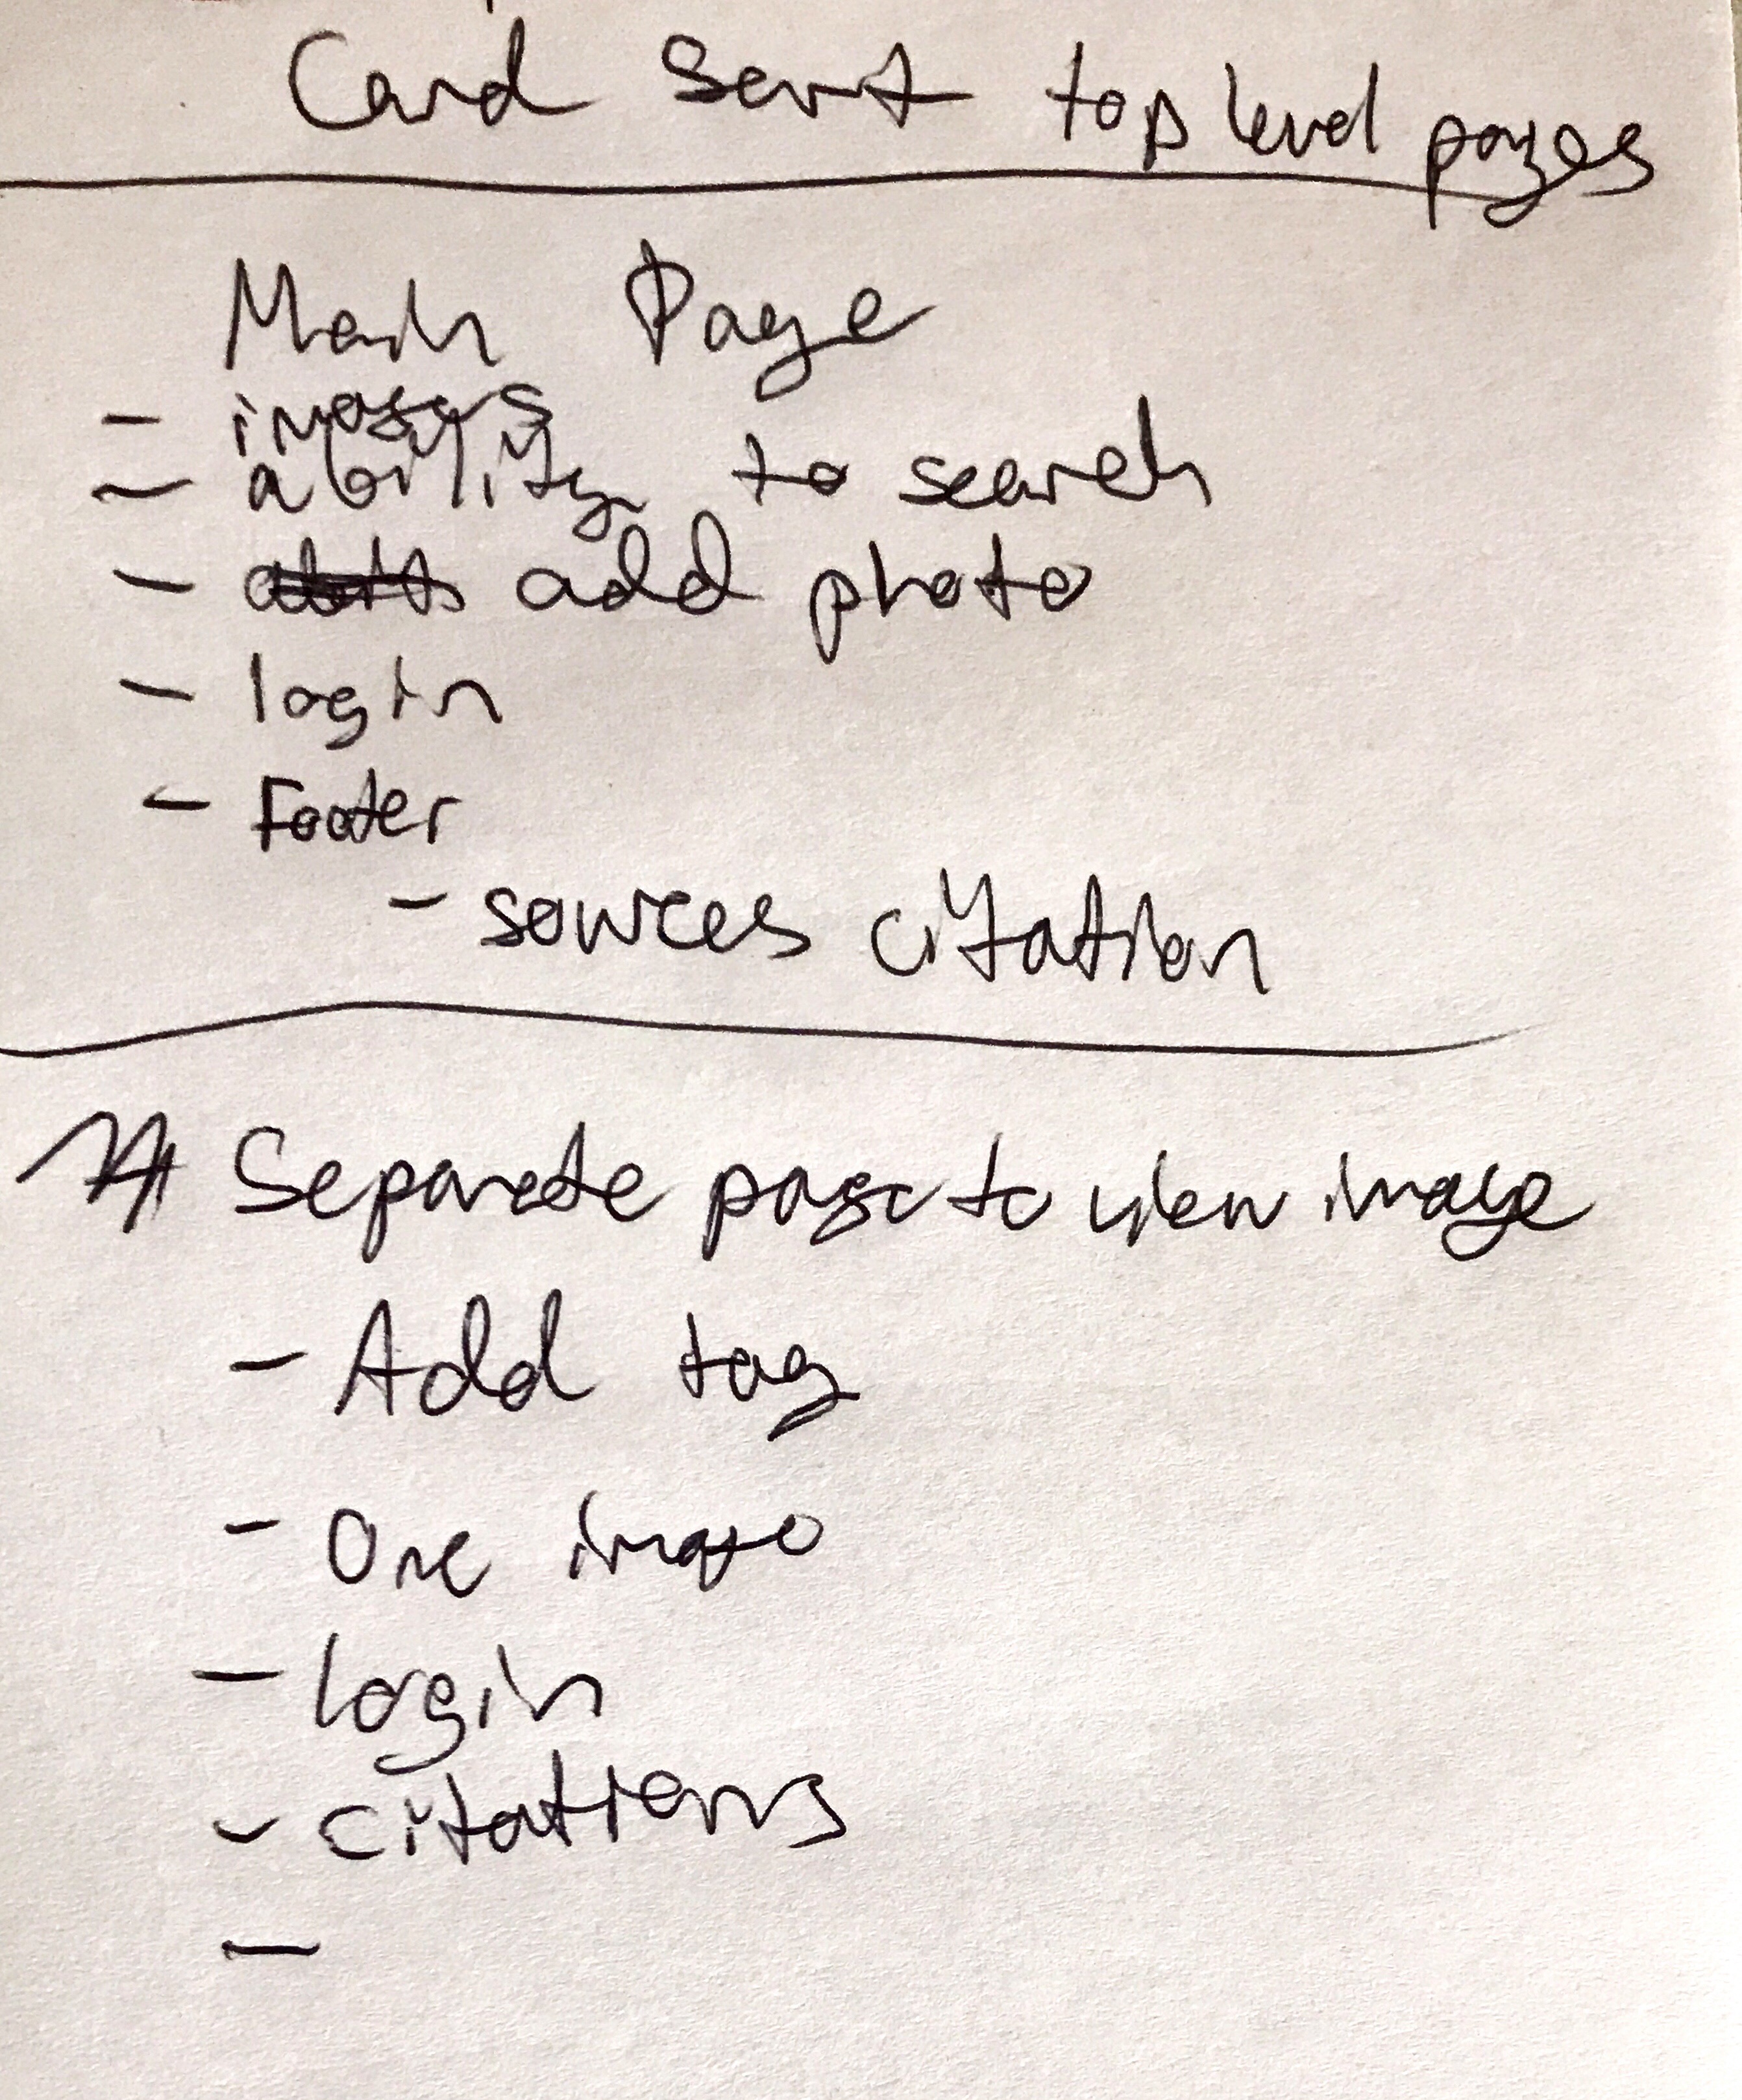 Card Sort top level pages
Main Page
- images
- ability to search
- add photo
- login
- Footer
- sources citation
Separate page to view image
- Add tag
- One image
- login
- citations
-